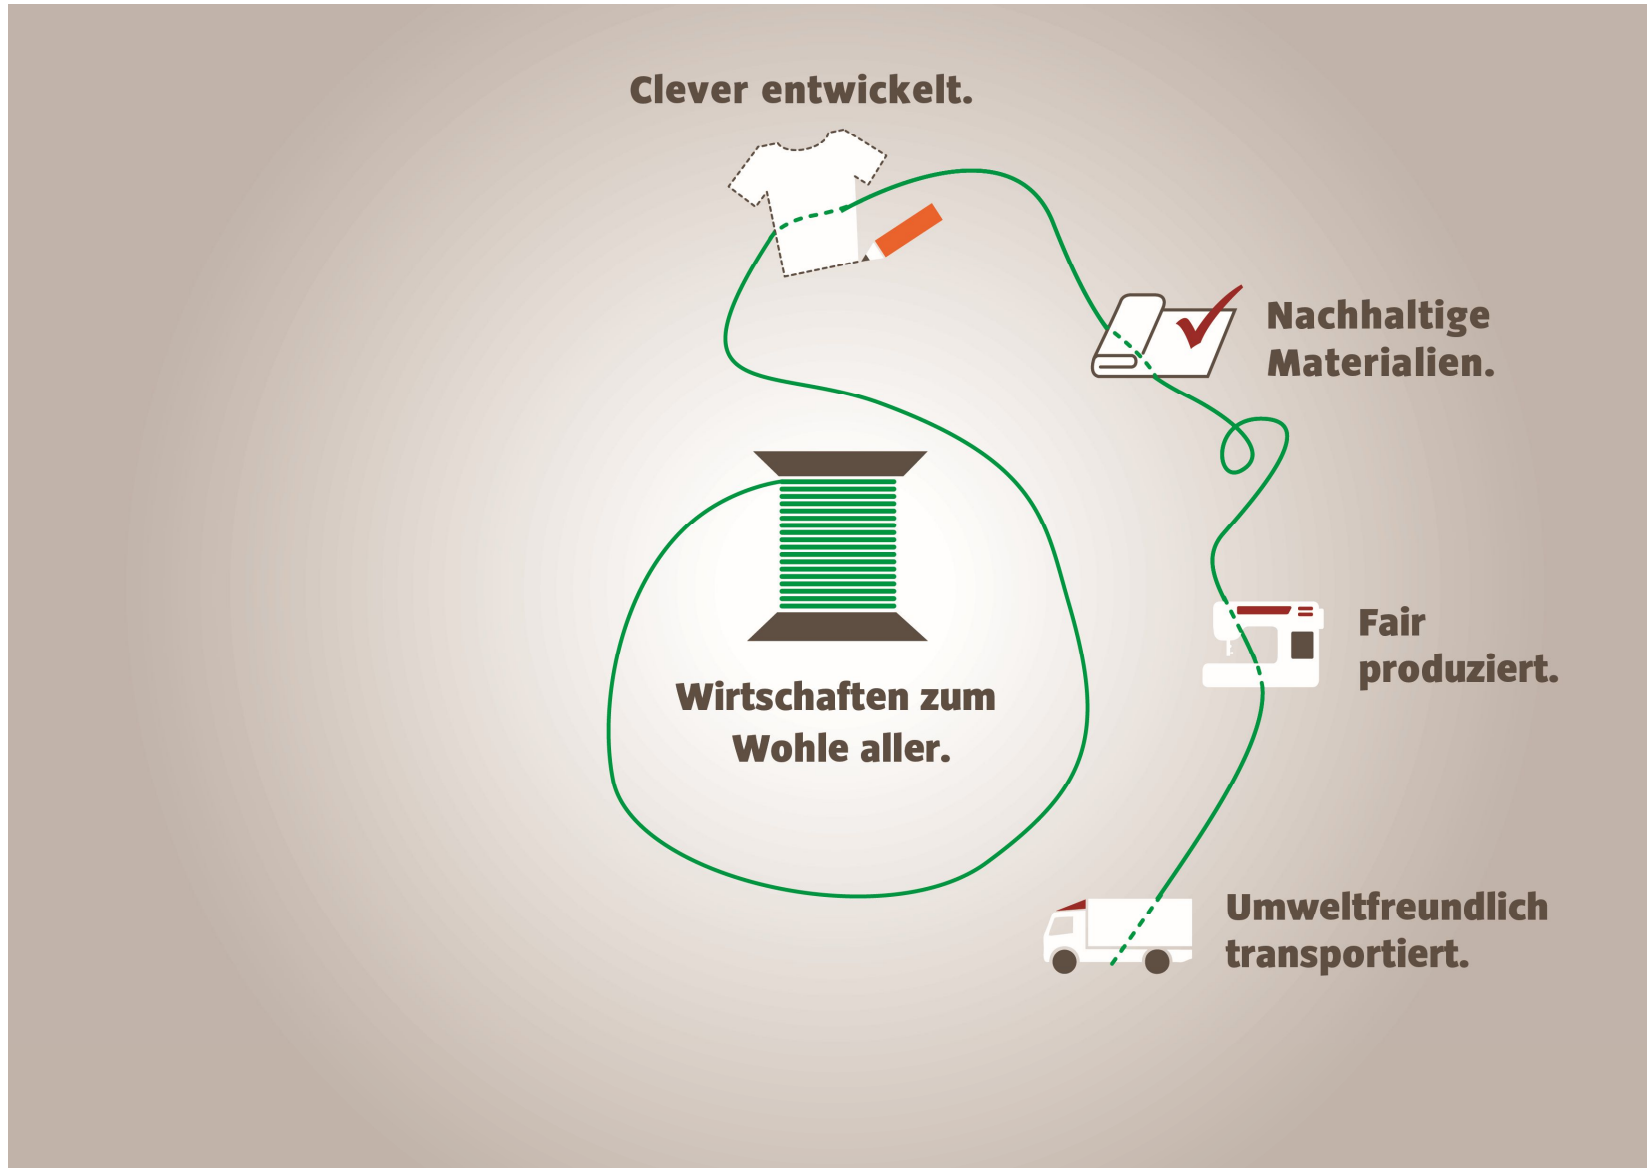 Clever entwickelt.
Nachhaltige
Materialien.
Fair
produziert.
Wirtschaften zum
Wohle aller.
Umweltfreundlich
transportiert.